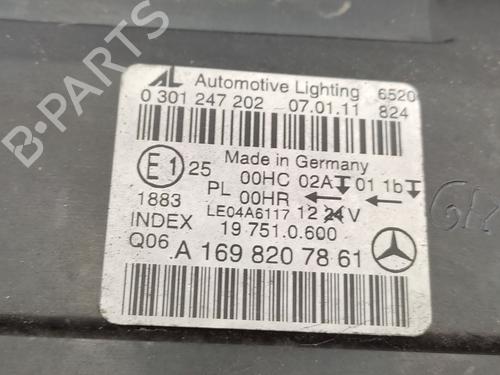 AL Automotive Lighting 6520
0 301 247 202 07.01.11 824
Made in Germany
E1 25 00HC 02A 01 1b
PL 00HR ← ←
1883 LE04A6117 12 24 V
INDEX 19 751.0.600
Q06 A 169 820 78 61
B-PARTS